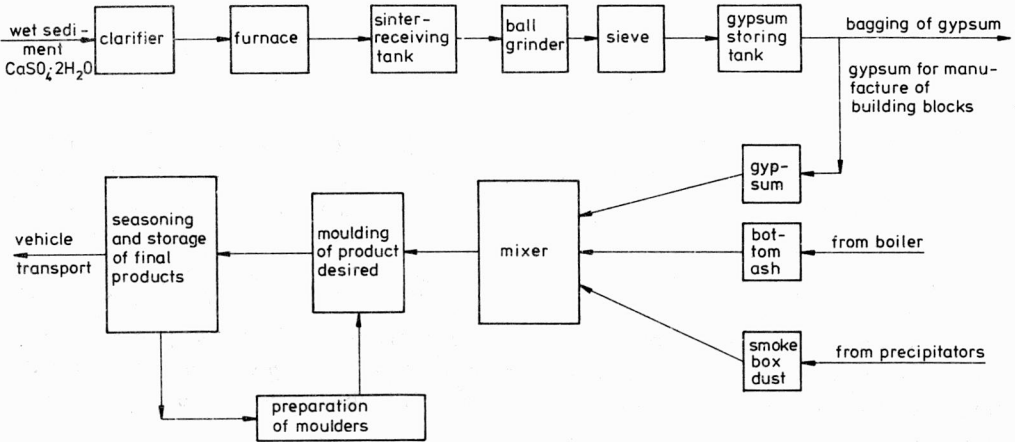 wet sedi-
ment
CaSO4·2H2O
clarifier
furnace
sinter-
receiving
tank
ball
grinder
sieve
gypsum
storing
tank
bagging of gypsum
gypsum for manu-
facture of
building blocks
gyp-
sum
bot-
tom
ash
from boiler
smoke
box
dust
from precipitators
mixer
moulding
of product
desired
seasoning
and storage
of final
products
vehicle
transport
preparation
of moulders